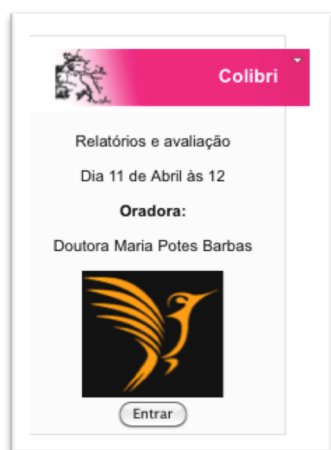 Colibri
Relatórios e avaliação
Dia 11 de Abril às 12
Oradora:
Doutora Maria Potes Barbas
Entrar